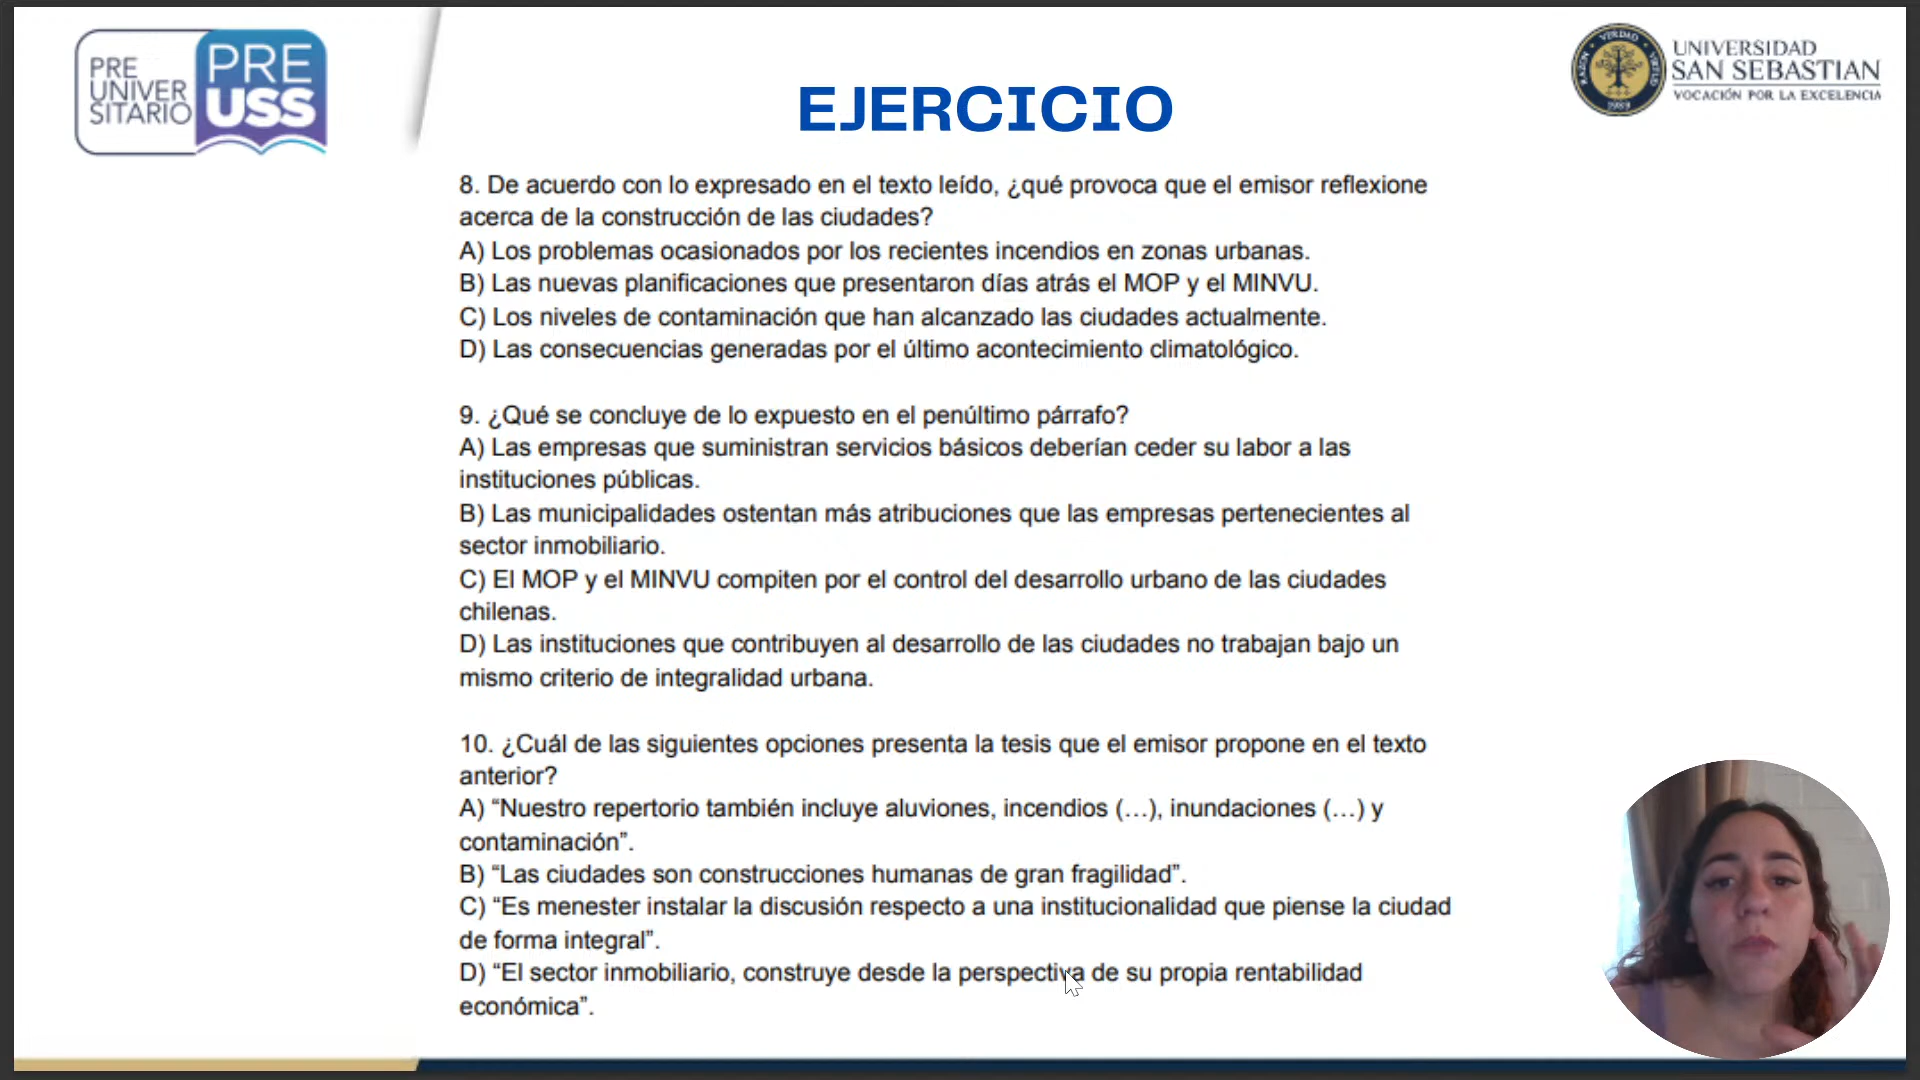 PRE
UNIVER
SITARIO
PRE
USS
EJERCICIO
VERDAD
UNIVERSIDAD
SAN SEBASTIAN
VOCACIÓN POR LA EXCELENCIA
8. De acuerdo con lo expresado en el texto leído, ¿qué provoca que el emisor reflexione
acerca de la construcción de las ciudades?
A) Los problemas ocasionados por los recientes incendios en zonas urbanas.
B) Las nuevas planificaciones que presentaron días atrás el MOP y el MINVU.
C) Los niveles de contaminación que han alcanzado las ciudades actualmente.
D) Las consecuencias generadas por el último acontecimiento climatológico.
9. ¿Qué se concluye de lo expuesto en el penúltimo párrafo?
A) Las empresas que suministran servicios básicos deberían ceder su labor a las
instituciones públicas.
B) Las municipalidades ostentan más atribuciones que las empresas pertenecientes al
sector inmobiliario.
C) El MOP y el MINVU compiten por el control del desarrollo urbano de las ciudades
chilenas.
D) Las instituciones que contribuyen al desarrollo de las ciudades no trabajan bajo un
mismo criterio de integralidad urbana.
10. ¿Cuál de las siguientes opciones presenta la tesis que el emisor propone en el texto
anterior?
A) “Nuestro repertorio también incluye aluviones, incendios (…), inundaciones (…) y
contaminación”.
B) “Las ciudades son construcciones humanas de gran fragilidad”.
C) “Es menester instalar la discusión respecto a una institucionalidad que piense la ciudad
de forma integral”.
D) “El sector inmobiliario, construye desde la perspectiva de su propia rentabilidad
económica”.